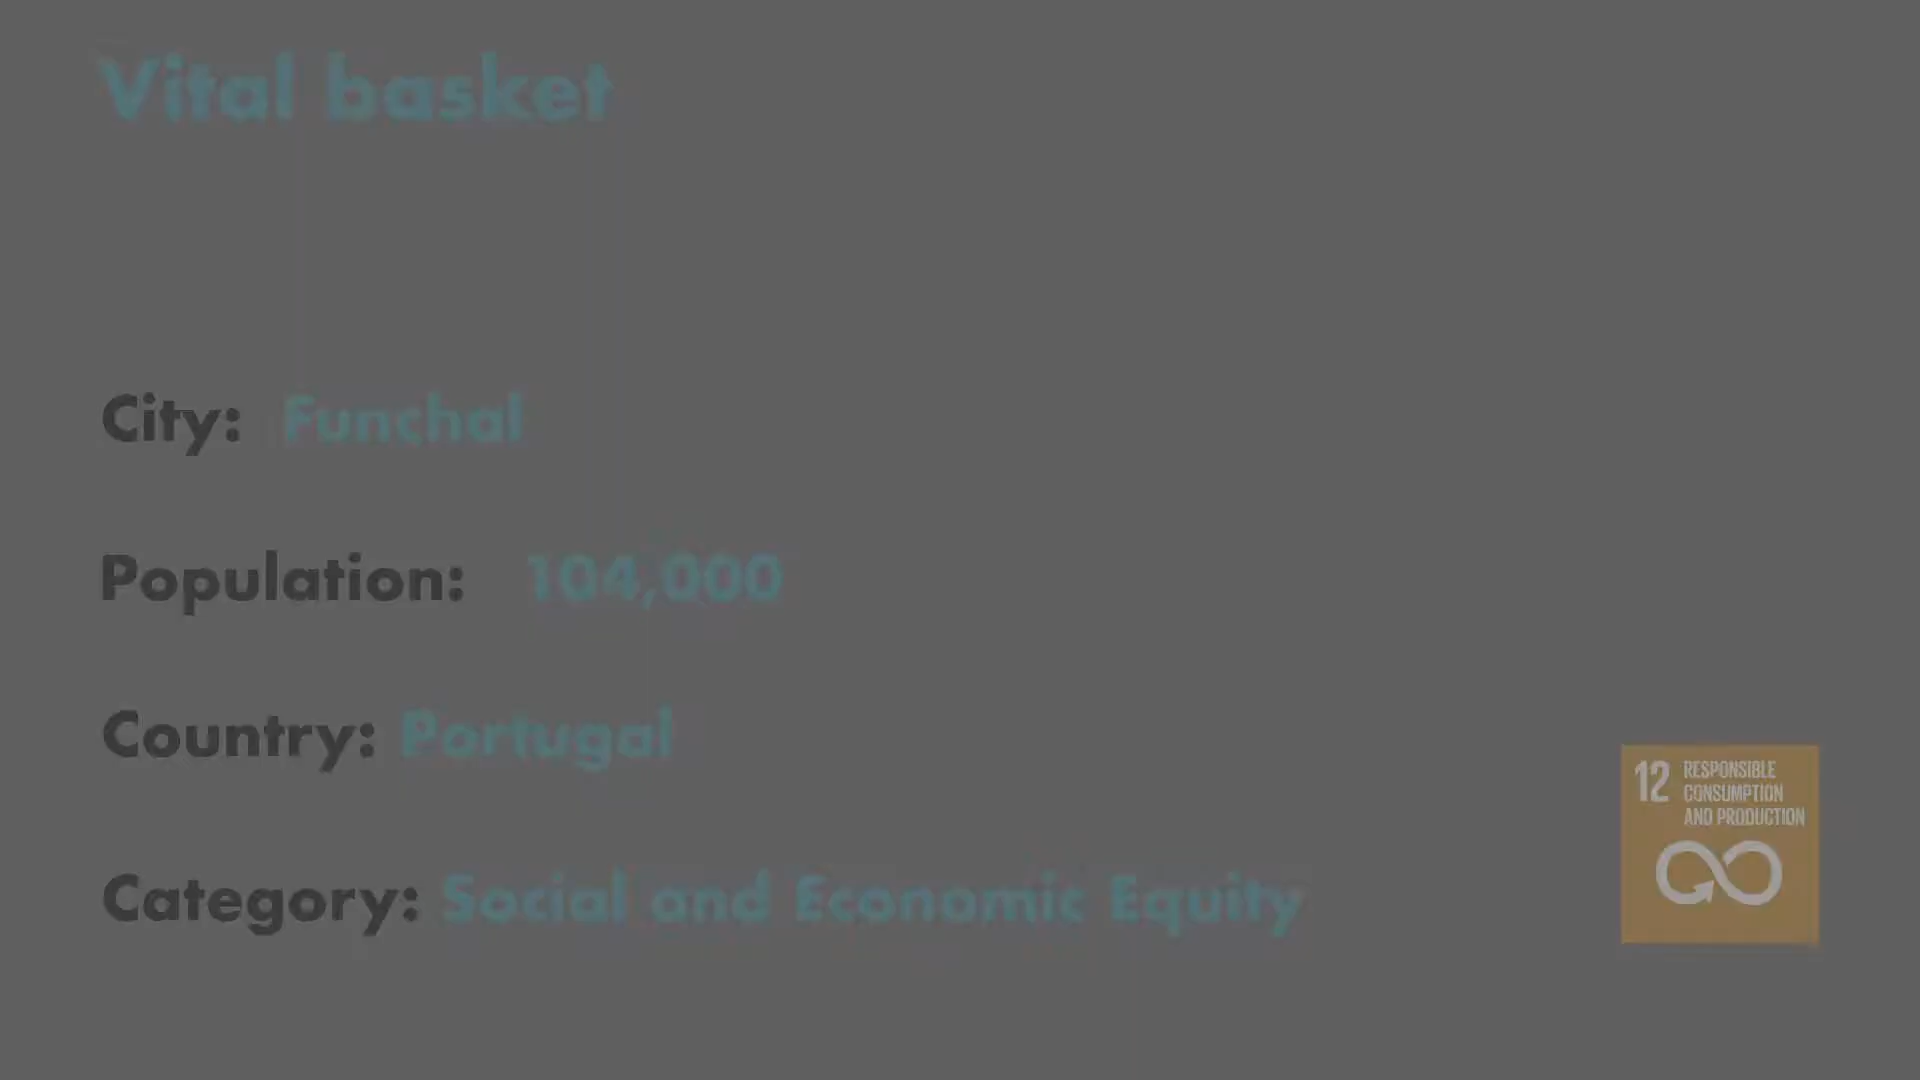 Vital basket
City: Funchal
Population: 104,000
Country: Portugal
Category: Social and Economic Equity
12 RESPONSIBLE
CONSUMPTION
AND PRODUCTION